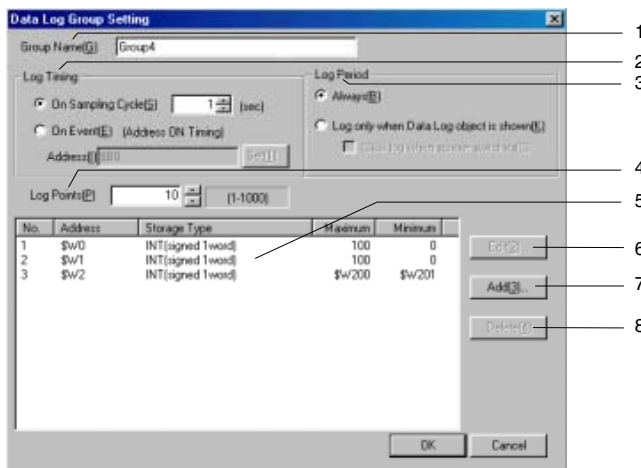 Data Log Group Setting
Group Name(G) Group4
1
2
Log Timing
Log Period
3
On Sampling Cycle(S) 1 (sec)
Always(B)
On Event(E) (Address ON Timing)
Log only when Data Log object is shown(K)
Address(I) Set(1)
4
Log Points(P) 10 (1-1000)
5
No. Address Storage Type Maximum Minimum
1 $W0 INT(signed 1word) 100 0
2 $W1 INT(signed 1word) 100 0
3 $W2 INT(signed 1word) $W200 $W201
Edit(2)... 6
Add(3)... 7
Delete(4) 8
OK Cancel